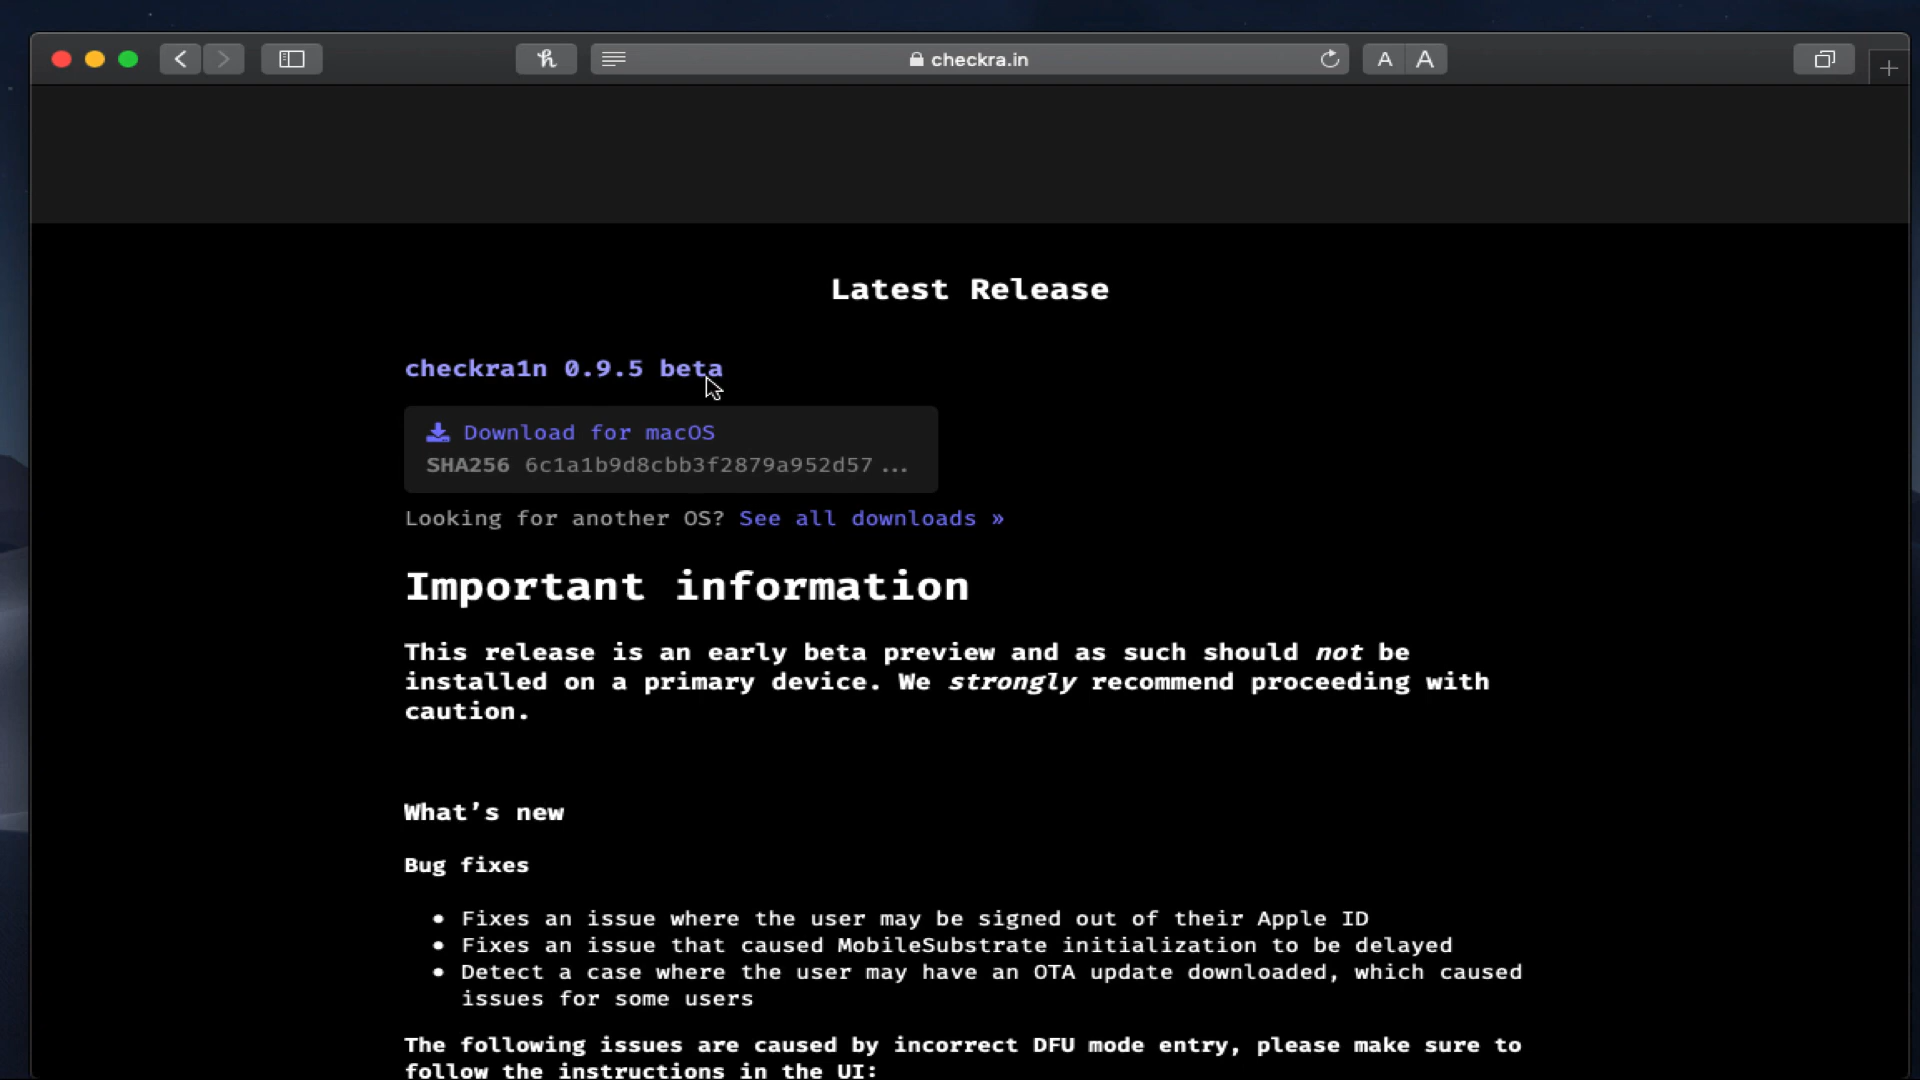 checkra.in
A A
Latest Release
checkra1n 0.9.5 beta
Download for macOS
SHA256 6c1a1b9d8cbb3f2879a952d57 ...
Looking for another OS? See all downloads »
Important information
This release is an early beta preview and as such should not be
installed on a primary device. We strongly recommend proceeding with
caution.
What’s new
Bug fixes
• Fixes an issue where the user may be signed out of their Apple ID
• Fixes an issue that caused MobileSubstrate initialization to be delayed
• Detect a case where the user may have an OTA update downloaded, which caused
issues for some users
The following issues are caused by incorrect DFU mode entry, please make sure to
follow the instructions in the UI: